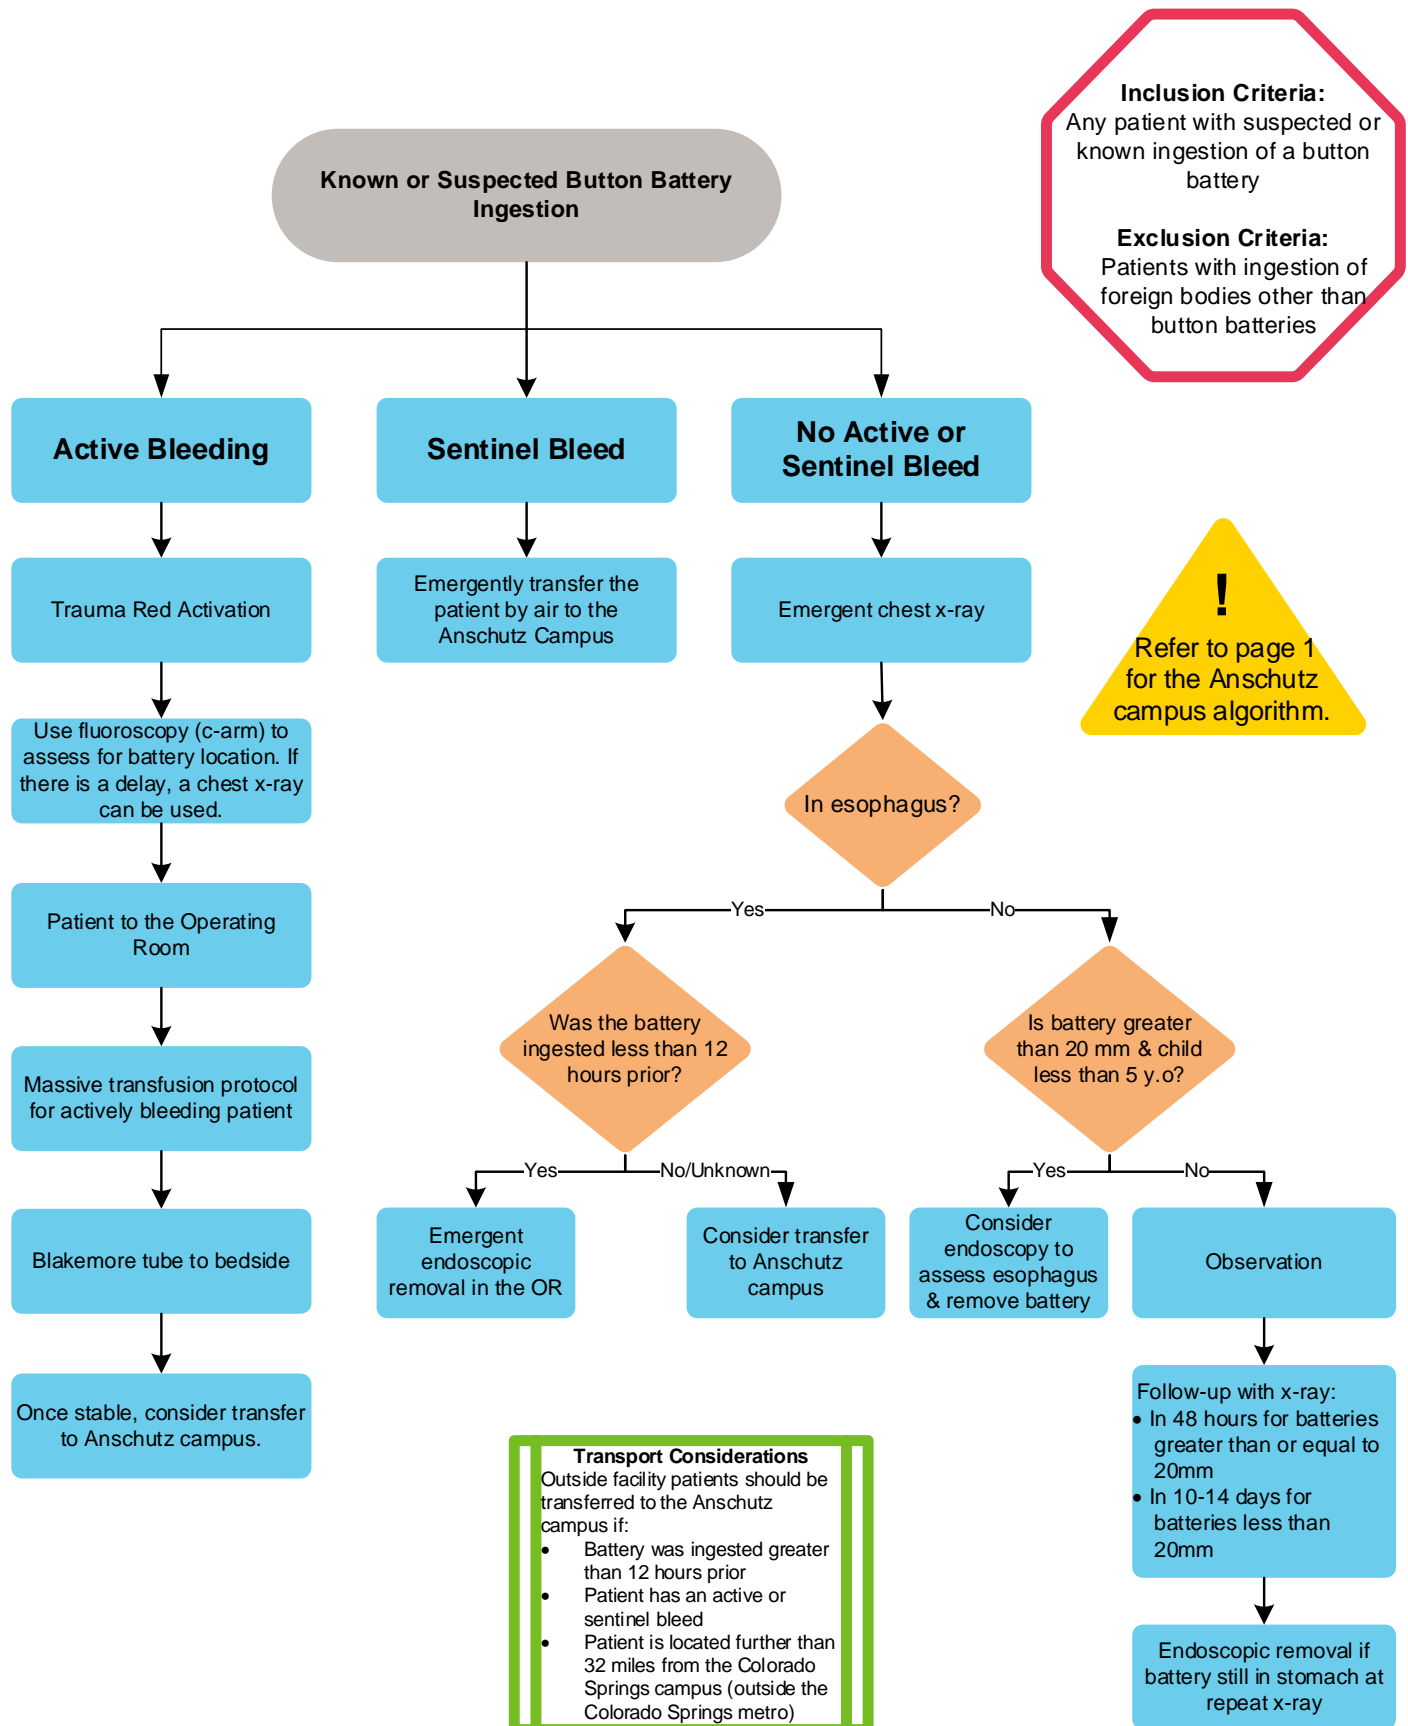 Inclusion Criteria:
Any patient with suspected or
known ingestion of a button
battery
Exclusion Criteria:
Patients with ingestion of
foreign bodies other than
button batteries
Known or Suspected Button Battery
Ingestion
Active Bleeding
Sentinel Bleed
No Active or
Sentinel Bleed
Trauma Red Activation
Emergently transfer the
patient by air to the
Anschutz Campus
Emergent chest x-ray
!
Refer to page 1
for the Anschutz
campus algorithm.
Use fluoroscopy (c-arm) to
assess for battery location. If
there is a delay, a chest x-ray
can be used.
In esophagus?
Patient to the Operating
Room
Yes
No
Was the battery
ingested less than 12
hours prior?
Is battery greater
than 20 mm & child
less than 5 y.o?
Massive transfusion protocol
for actively bleeding patient
Yes
No/Unknown
Yes
No
Blakemore tube to bedside
Emergent
endoscopic
removal in the OR
Consider transfer
to Anschutz
campus
Consider
endoscopy to
assess esophagus
& remove battery
Observation
Once stable, consider transfer
to Anschutz campus.
Follow-up with x-ray:
• In 48 hours for batteries
greater than or equal to
20mm
• In 10-14 days for
batteries less than
20mm
Transport Considerations
Outside facility patients should be
transferred to the Anschutz
campus if:
• Battery was ingested greater
than 12 hours prior
• Patient has an active or
sentinel bleed
• Patient is located further than
32 miles from the Colorado
Springs campus (outside the
Colorado Springs metro)
Endoscopic removal if
battery still in stomach at
repeat x-ray